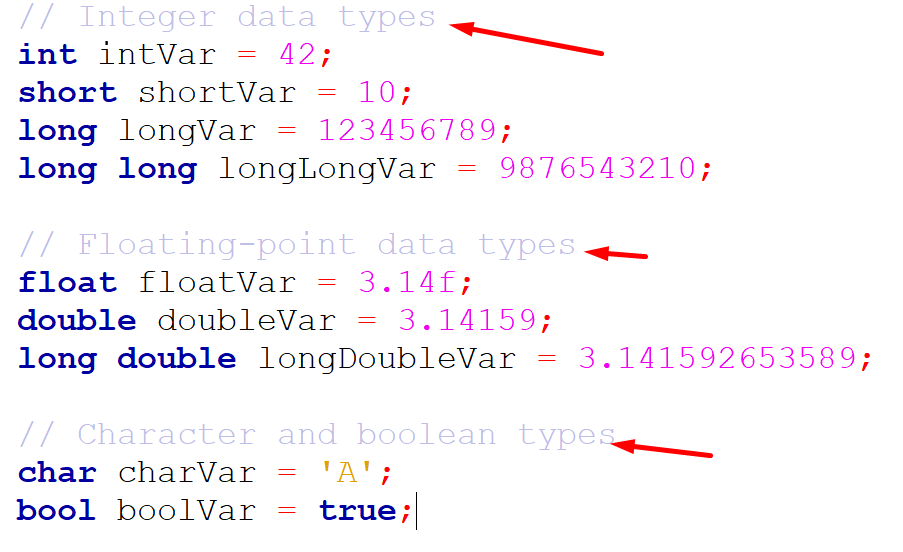 // Integer data types
int intVar = 42;
short shortVar = 10;
long longVar = 123456789;
long long longLongVar = 9876543210;
// Floating-point data types
float floatVar = 3.14f;
double doubleVar = 3.14159;
long double longDoubleVar = 3.141592653589;
// Character and boolean types
char charVar = 'A';
bool boolVar = true;